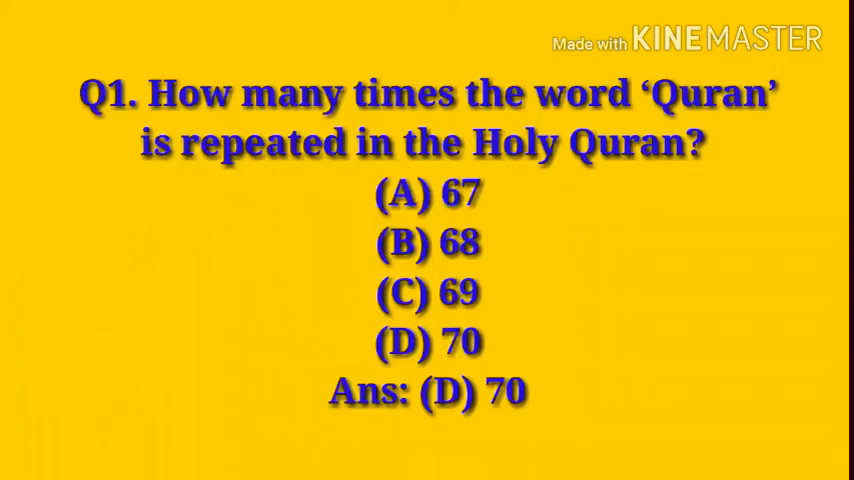 Made with KINEMASTER
Q1. How many times the word ‘Quran’
is repeated in the Holy Quran?
(A) 67
(B) 68
(C) 69
(D) 70
Ans: (D) 70